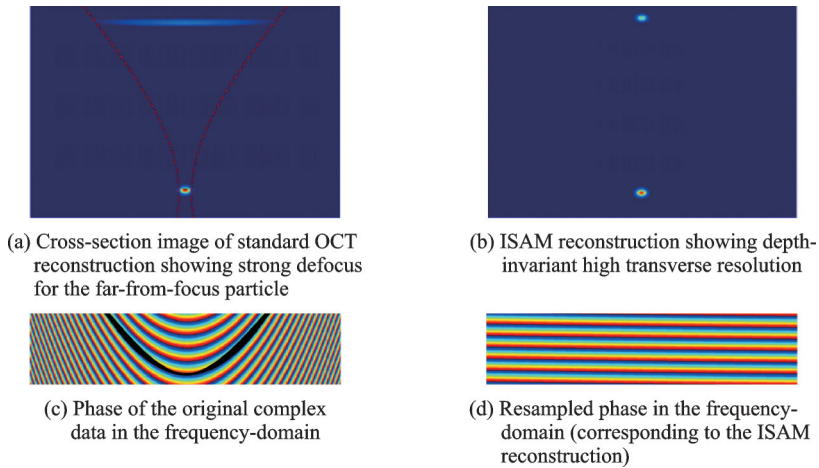 (a) Cross-section image of standard OCT
reconstruction showing strong defocus
for the far-from-focus particle
(b) ISAM reconstruction showing depth-
invariant high transverse resolution
(c) Phase of the original complex
data in the frequency-domain
(d) Resampled phase in the frequency-
domain (corresponding to the ISAM
reconstruction)